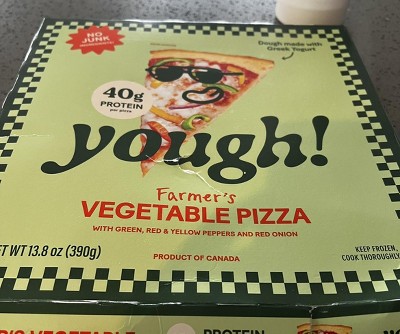 NO
JUNK
Dough made with
Greek Yogurt
40g
PROTEIN
per pizza
yough!
Farmer's
VEGETABLE PIZZA
WITH GREEN, RED & YELLOW PEPPERS AND RED ONION
ET WT 13.8 oz (390g)
PRODUCT OF CANADA
KEEP FROZEN,
COOK THOROUGHLY
VEGETABLE
PROTEIN